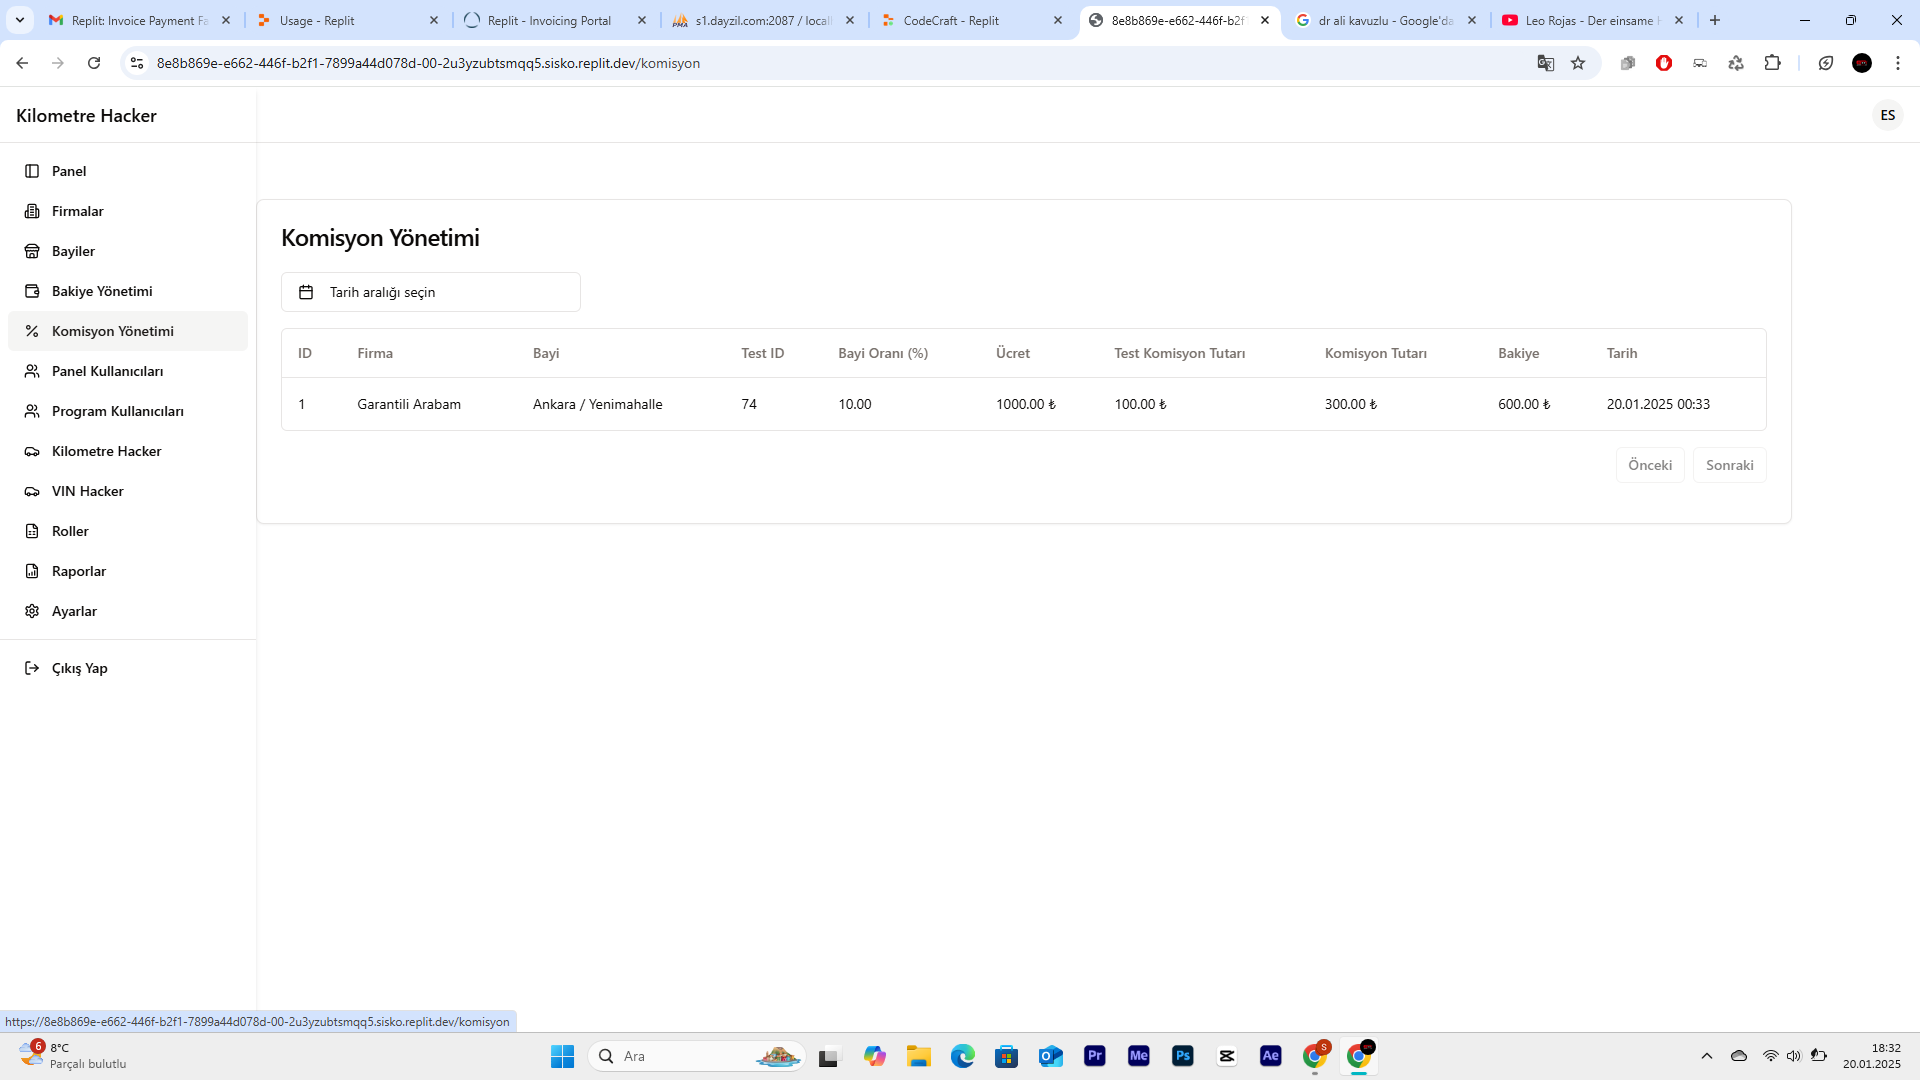 Replit: Invoice Payment Fa
Usage - Replit
Replit - Invoicing Portal
s1.dayzil.com:2087 / local
CodeCraft - Replit
8e8b869e-e662-446f-b2f
dr ali kavuzlu - Google'da
Leo Rojas - Der einsame
8e8b869e-e662-446f-b2f1-7899a44d078d-00-2u3yzubtsmqq5.sisko.replit.dev/komisyon
Kilometre Hacker
ES
Panel
Firmalar
Bayiler
Bakiye Yönetimi
Komisyon Yönetimi
Panel Kullanıcıları
Program Kullanıcıları
Kilometre Hacker
VIN Hacker
Roller
Raporlar
Ayarlar
Çıkış Yap
Komisyon Yönetimi
Tarih aralığı seçin
ID Firma Bayi Test ID Bayi Oranı (%) Ücret Test Komisyon Tutarı Komisyon Tutarı Bakiye Tarih
1 Garantili Arabam Ankara / Yenimahalle 74 10.00 1000.00 ₺ 100.00 ₺ 300.00 ₺ 600.00 ₺ 20.01.2025 00:33
Önceki Sonraki
https://8e8b869e-e662-446f-b2f1-7899a44d078d-00-2u3yzubtsmqq5.sisko.replit.dev/komisyon
6
8°C
Parçalı bulutlu
Ara
Pr
Me
Ps
Ae
S
18:32
20.01.2025